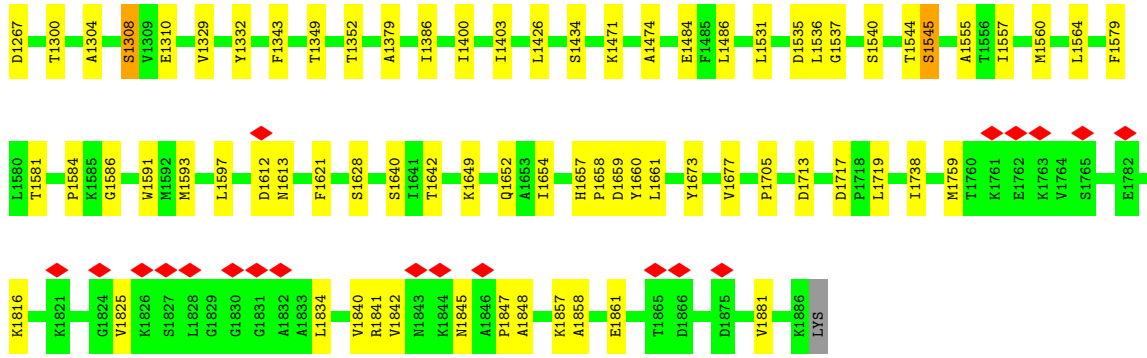 D1267 T1300 A1304 S1308 V1309 E1310 V1329 Y1332 F1343 T1349 T1352 A1379 I1386 I1400 I1403 L1426 S1434 K1471 A1474 E1484 F1485 L1486 L1531 D1535 L1536 G1537 S1540 T1544 S1545 A1555 T1556 I1557 M1560 L1564 F1579
L1580 T1581 P1584 K1585 G1586 W1591 M1592 M1593 L1597 D1612 N1613 F1621 S1628 S1640 I1641 T1642 K1649 Q1652 A1653 I1654 H1657 P1658 D1659 Y1660 L1661 Y1673 V1677 P1705 D1713 D1717 P1718 L1719 I1738 M1759 T1760 K1761 E1762 K1763 V1764 S1765 E1782
K1816 K1821 G1824 V1825 K1826 S1827 L1828 G1829 G1830 G1831 A1832 A1833 L1834 V1840 R1841 V1842 N1843 K1844 N1845 A1846 P1847 A1848 K1857 A1858 E1861 T1865 D1866 D1875 V1881 K1886 LYS